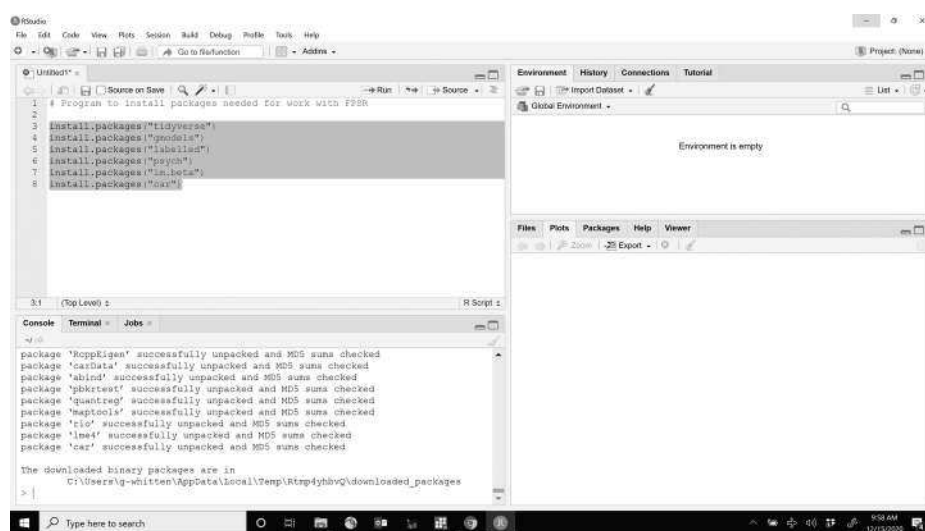 RStudio
File Edit Code View Plots Session Build Debug Profile Tools Help
Go to file/function Addins
Project: (None)
Untitled1*
Source on Save Run Source
1 # Program to install packages needed for work with FPSR
2
3 install.packages("tidyverse")
4 install.packages("gmodels")
5 install.packages("labelled")
6 install.packages("psych")
7 install.packages("lm.beta")
8 install.packages("car")
3:1 (Top Level) R Script
Console Terminal Jobs
~/
package 'RcppEigen' successfully unpacked and MD5 sums checked
package 'carData' successfully unpacked and MD5 sums checked
package 'abind' successfully unpacked and MD5 sums checked
package 'pbkrtest' successfully unpacked and MD5 sums checked
package 'quantreg' successfully unpacked and MD5 sums checked
package 'maptools' successfully unpacked and MD5 sums checked
package 'rio' successfully unpacked and MD5 sums checked
package 'lme4' successfully unpacked and MD5 sums checked
package 'car' successfully unpacked and MD5 sums checked
The downloaded binary packages are in
C:\Users\g-whitten\AppData\Local\Temp\Rtmp4yhbvQ\downloaded_packages
>
Environment History Connections Tutorial
Import Dataset List
Global Environment
Environment is empty
Files Plots Packages Help Viewer
Zoom Export
Type here to search
9:58 AM
12/15/2020